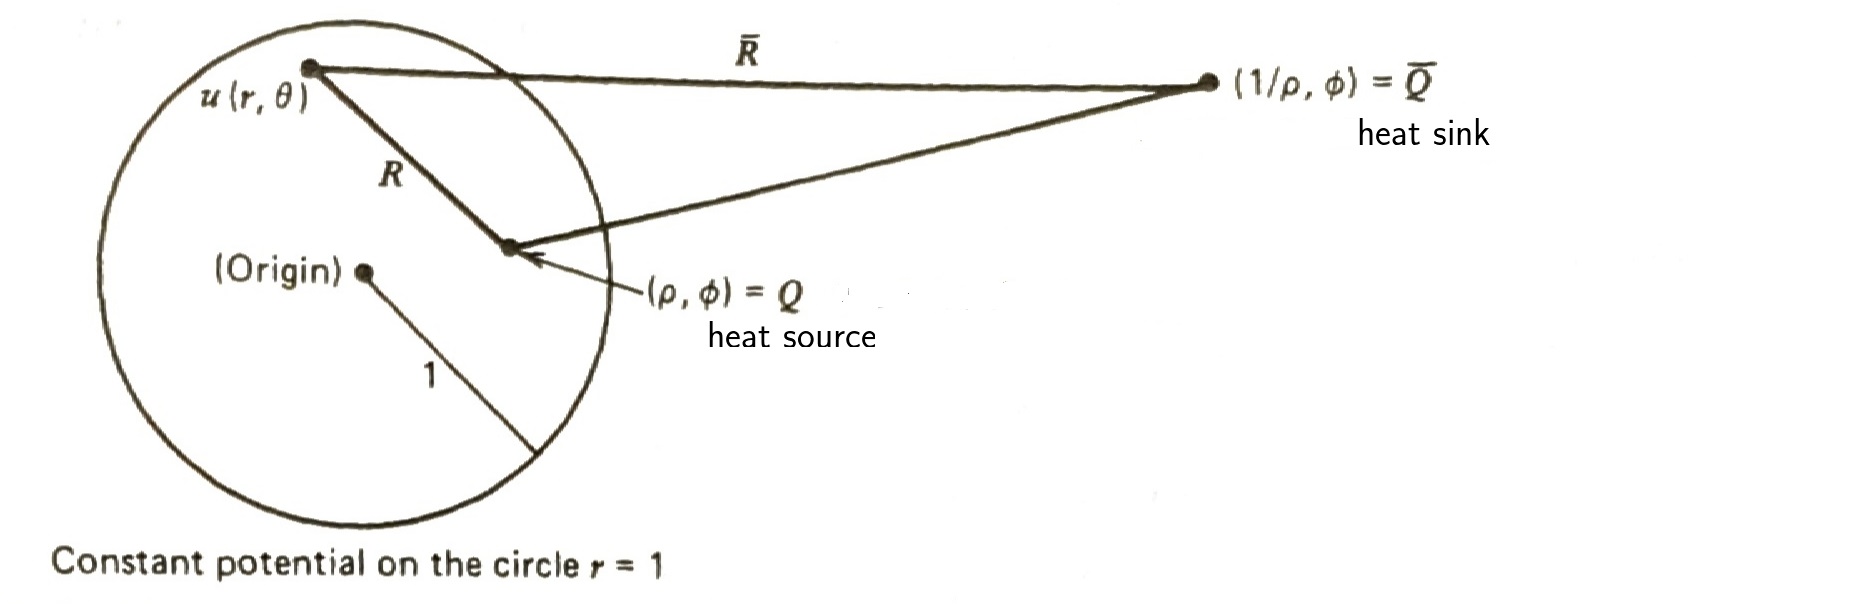 R̄
u (r, θ)
(1/ρ, ϕ) = Q̄
heat sink
R
(Origin)
(ρ, ϕ) = Q
heat source
1
Constant potential on the circle r = 1